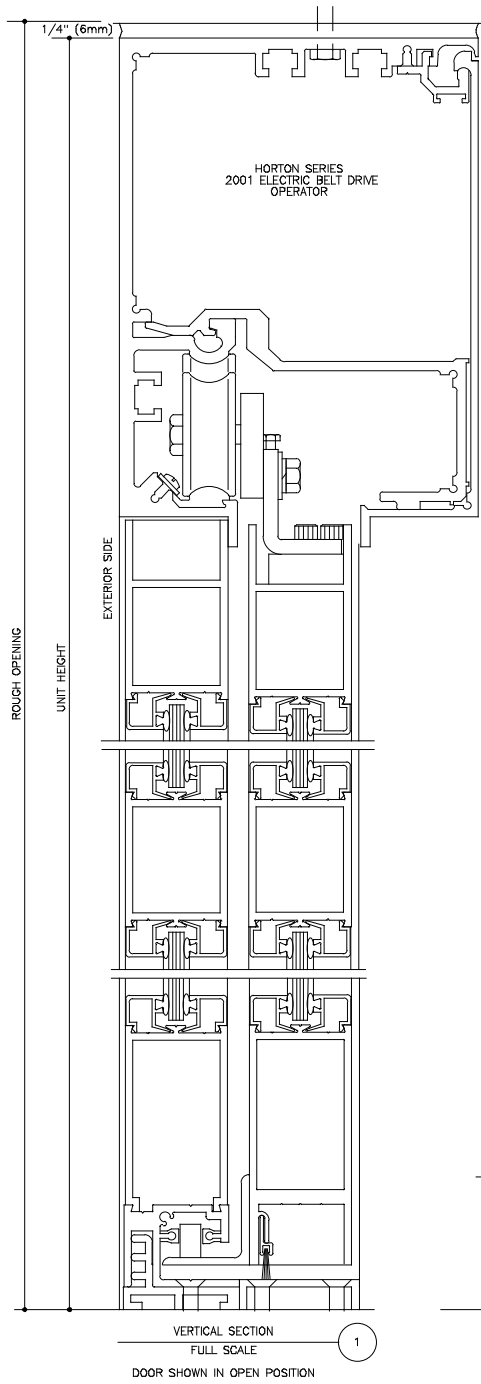 1/4" (6mm)
HORTON SERIES
2001 ELECTRIC BELT DRIVE
OPERATOR
EXTERIOR SIDE
ROUGH OPENING
UNIT HEIGHT
VERTICAL SECTION
FULL SCALE
1
DOOR SHOWN IN OPEN POSITION